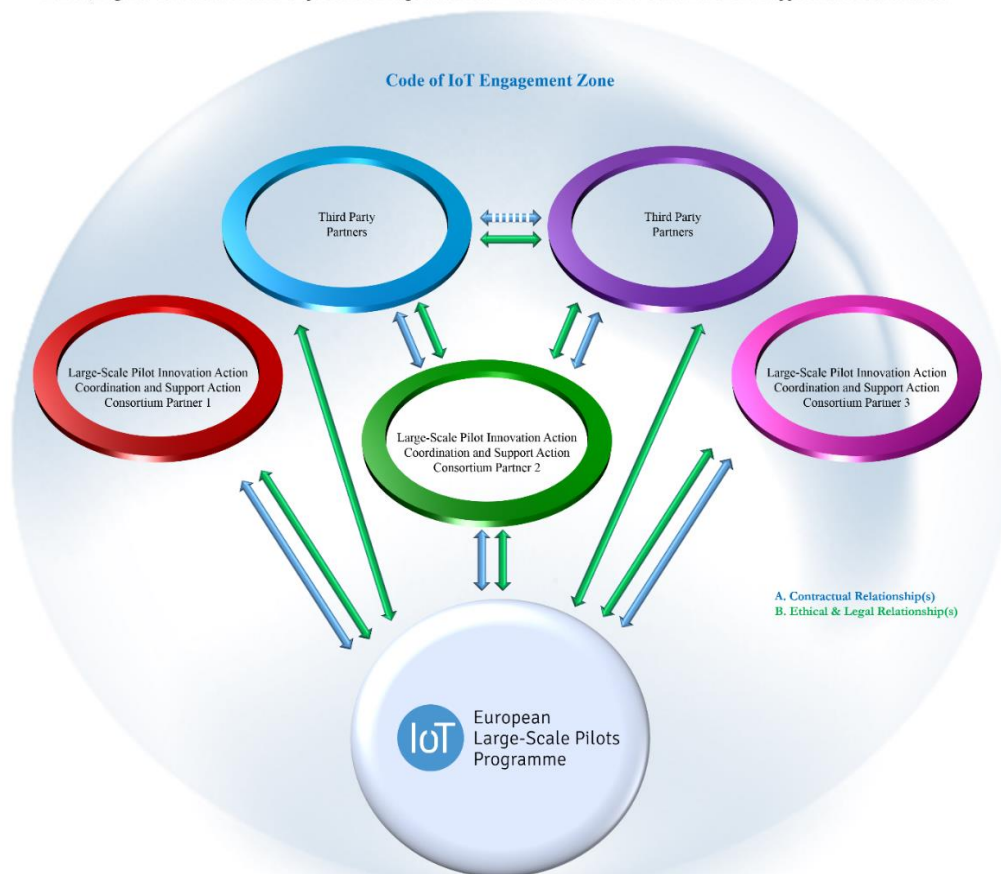 Code of IoT Engagement Zone
Third Party
Partners
Third Party
Partners
Large-Scale Pilot Innovation Action
Coordination and Support Action
Consortium Partner 1
Large-Scale Pilot Innovation Action
Coordination and Support Action
Consortium Partner 2
Large-Scale Pilot Innovation Action
Coordination and Support Action
Consortium Partner 3
A. Contractual Relationship(s)
B. Ethical & Legal Relationship(s)
IoT
European
Large-Scale Pilots
Programme